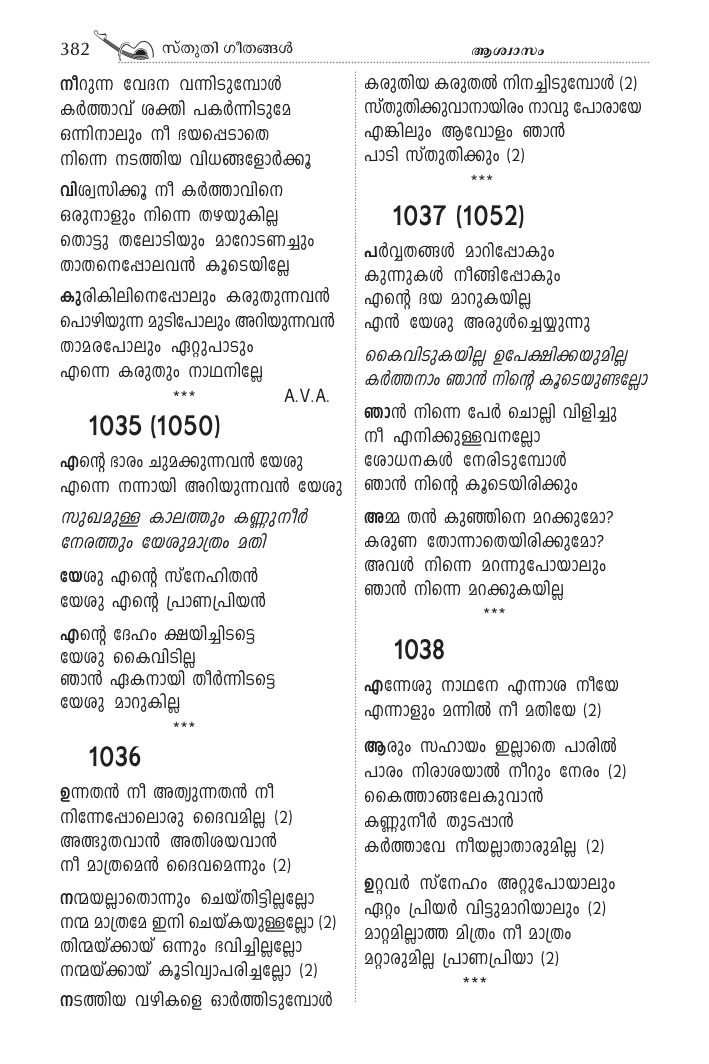 382 സ്തുതി ഗീതങ്ങൾ
ആശ്വാസം
നീറുന്ന വേദന വന്നിടുമ്പോൾ
കർത്താവ് ശക്തി പകർന്നിടുമേ
ഒന്നിനാലും നീ ഭയപ്പെടാതെ
നിന്നെ നടത്തിയ വിധങ്ങളോർക്കൂ
വിശ്വസിക്കൂ നീ കർത്താവിനെ
ഒരുനാളും നിന്നെ തഴയുകില്ല
തൊട്ടു തലോടിയും മാറോടണച്ചും
താതനെപ്പോലവൻ കൂടെയില്ലേ
കുരികിലിനെപ്പോലും കരുതുന്നവൻ
പൊഴിയുന്ന മുടിപോലും അറിയുന്നവൻ
താമരപോലും ഏറ്റുപാടും
എന്നെ കരുതും നാഥനില്ലേ
*** A.V.A.
1035 (1050)
എന്റെ ഭാരം ചുമക്കുന്നവൻ യേശു
എന്നെ നന്നായി അറിയുന്നവൻ യേശു
സുഖമുള്ള കാലത്തും കണ്ണുനീർ
നേരത്തും യേശുമാത്രം മതി
യേശു എന്റെ സ്നേഹിതൻ
യേശു എന്റെ പ്രാണപ്രിയൻ
എന്റെ ദേഹം ക്ഷയിച്ചിടട്ടെ
യേശു കൈവിടില്ല
ഞാൻ ഏകനായി തീർന്നിടട്ടെ
യേശു മാറുകില്ല
***
1036
ഉന്നതൻ നീ അത്യുന്നതൻ നീ
നിന്നേപ്പോലൊരു ദൈവമില്ല (2)
അത്ഭുതവാൻ അതിശയവാൻ
നീ മാത്രമെൻ ദൈവമെന്നും (2)
നന്മയല്ലാതൊന്നും ചെയ്തിട്ടില്ലല്ലോ
നന്മ മാത്രമേ ഇനി ചെയ്കയുള്ളല്ലോ (2)
തിന്മയ്ക്കായ് ഒന്നും ഭവിച്ചില്ലല്ലോ
നന്മയ്ക്കായ് കൂടിവ്യാപരിച്ചല്ലോ (2)
നടത്തിയ വഴികളെ ഓർത്തിടുമ്പോൾ
കരുതിയ കരുതൽ നിനച്ചിടുമ്പോൾ (2)
സ്തുതിക്കുവാനായിരം നാവു പോരായേ
എങ്കിലും ആവോളം ഞാൻ
പാടി സ്തുതിക്കും (2)
***
1037 (1052)
പർവ്വതങ്ങൾ മാറിപ്പോകും
കുന്നുകൾ നീങ്ങിപ്പോകും
എന്റെ ദയ മാറുകയില്ല
എൻ യേശു അരുൾച്ചെയ്യുന്നു
കൈവിടുകയില്ല ഉപേക്ഷിക്കയുമില്ല
കർത്തനാം ഞാൻ നിന്റെ കൂടെയുണ്ടല്ലോ
ഞാൻ നിന്നെ പേർ ചൊല്ലി വിളിച്ചു
നീ എനിക്കുള്ളവനല്ലോ
ശോധനകൾ നേരിടുമ്പോൾ
ഞാൻ നിന്റെ കൂടെയിരിക്കും
അമ്മ തൻ കുഞ്ഞിനെ മറക്കുമോ?
കരുണ തോന്നാതെയിരിക്കുമോ?
അവൾ നിന്നെ മറന്നുപോയാലും
ഞാൻ നിന്നെ മറക്കുകയില്ല
***
1038
എന്നേശു നാഥനേ എന്നാശ നീയേ
എന്നാളും മന്നിൽ നീ മതിയേ (2)
ആരും സഹായം ഇല്ലാതെ പാരിൽ
പാരം നിരാശയാൽ നീറും നേരം (2)
കൈത്താങ്ങലേകുവാൻ
കണ്ണുനീർ തുടപ്പാൻ
കർത്താവേ നീയല്ലാതാരുമില്ല (2)
ഉറ്റവർ സ്നേഹം അറ്റുപോയാലും
ഏറ്റം പ്രിയർ വിട്ടുമാറിയാലും (2)
മാറ്റമില്ലാത്ത മിത്രം നീ മാത്രം
മറ്റാരുമില്ല പ്രാണപ്രിയാ (2)
***